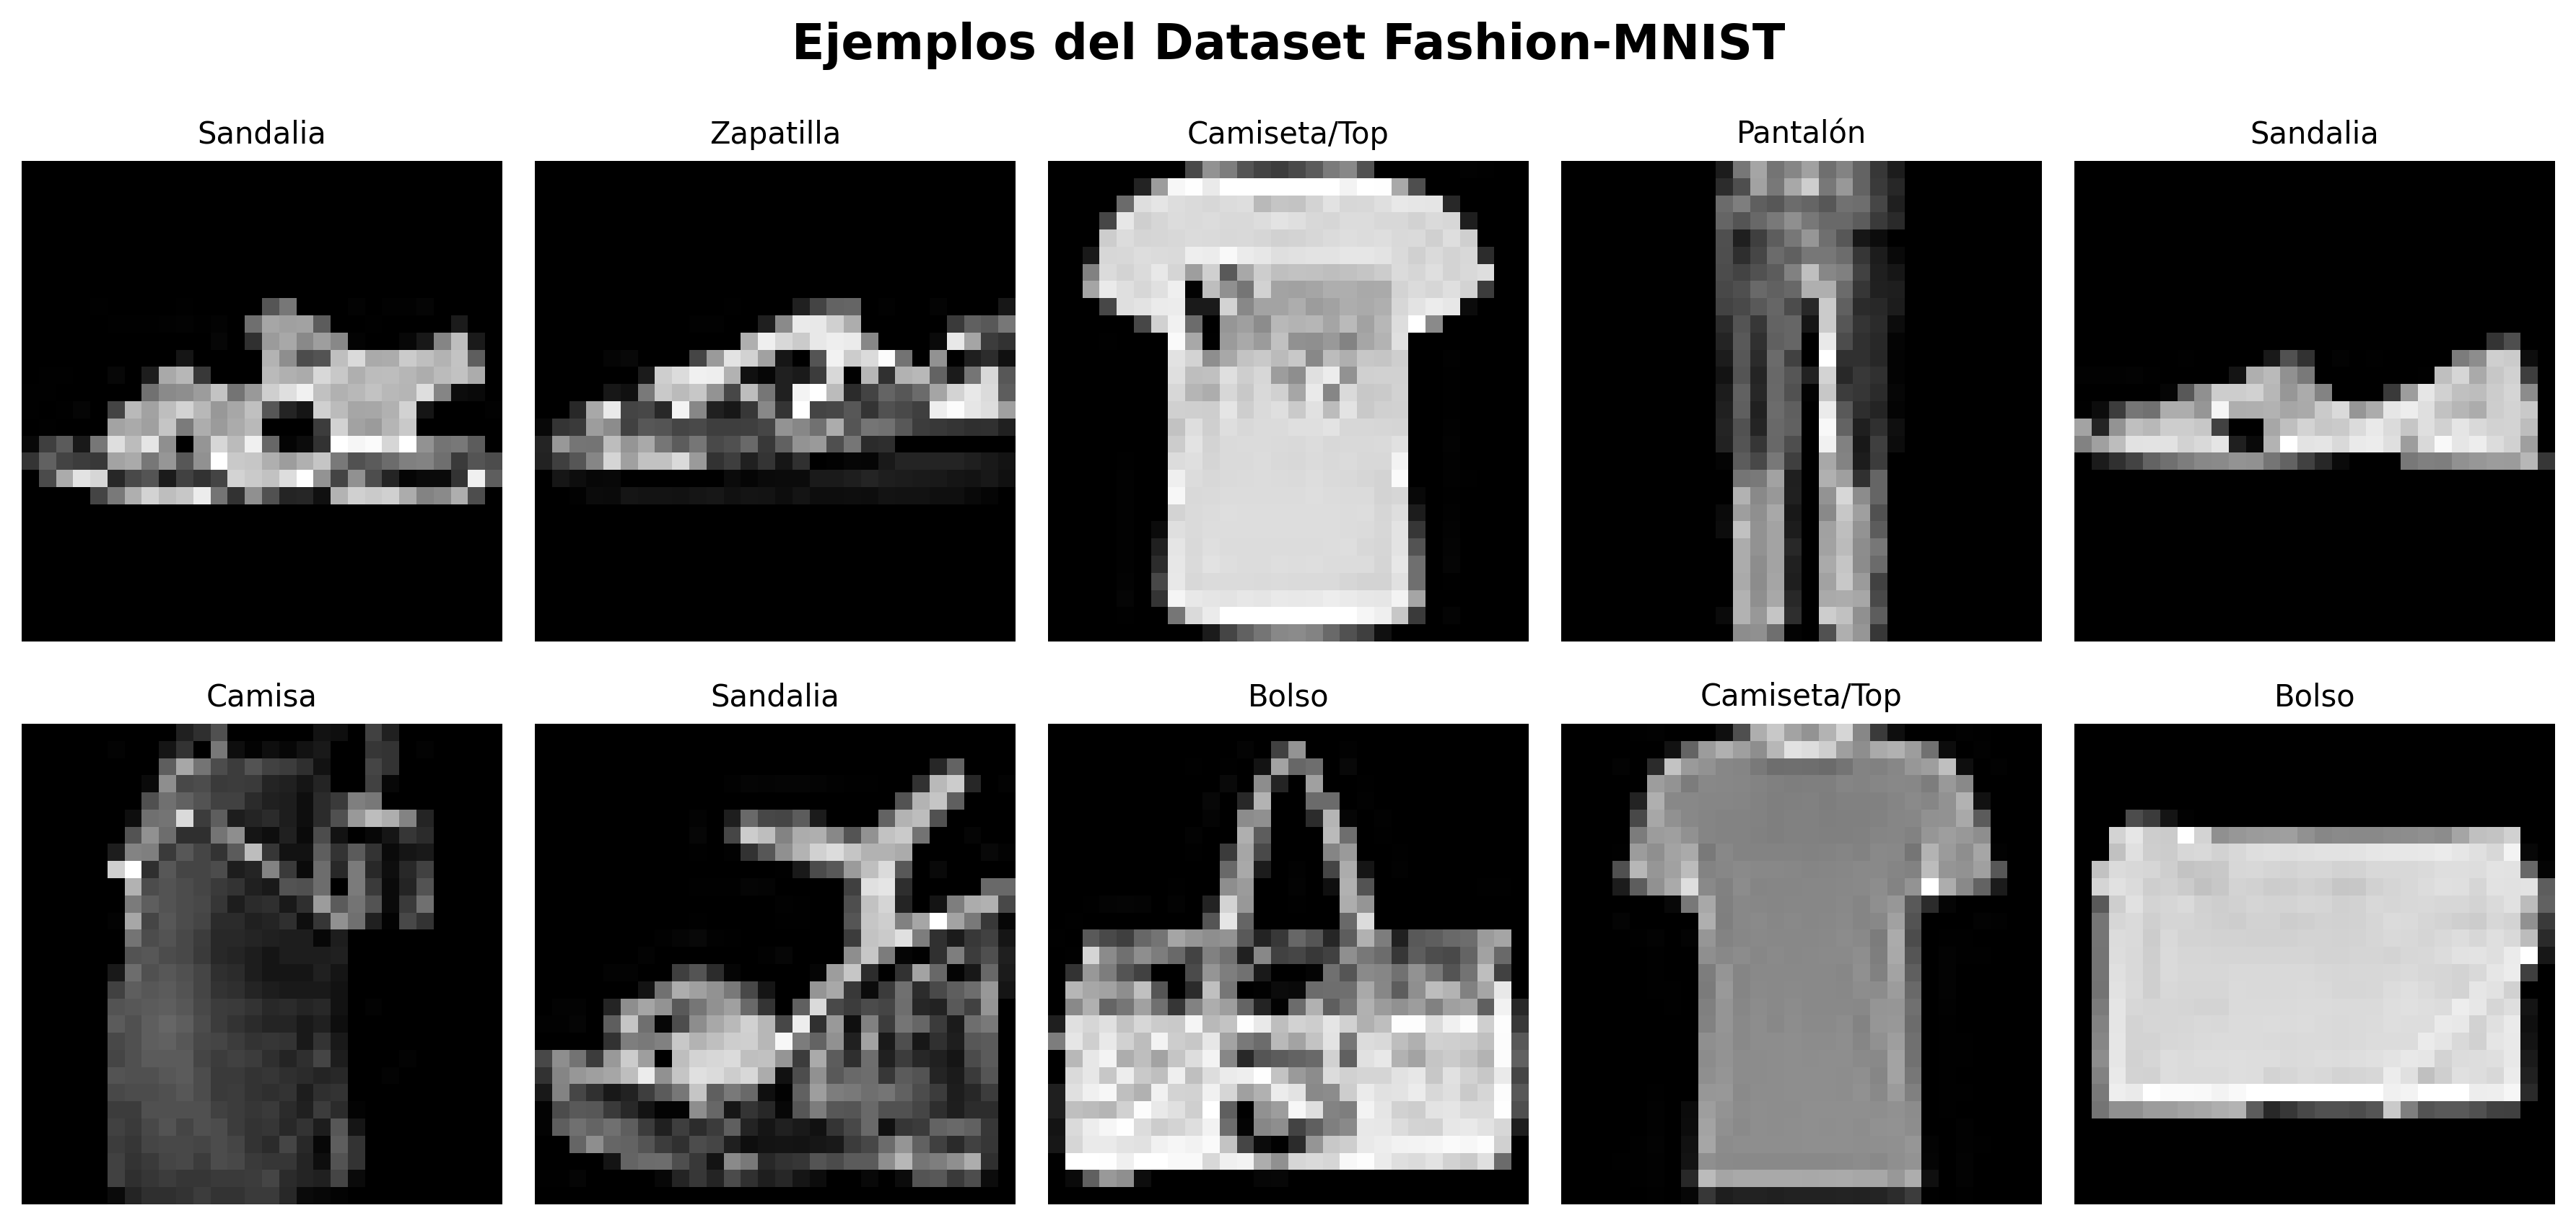 Ejemplos del Dataset Fashion-MNIST
Sandalia
Zapatilla
Camiseta/Top
Pantalón
Sandalia
Camisa
Sandalia
Bolso
Camiseta/Top
Bolso